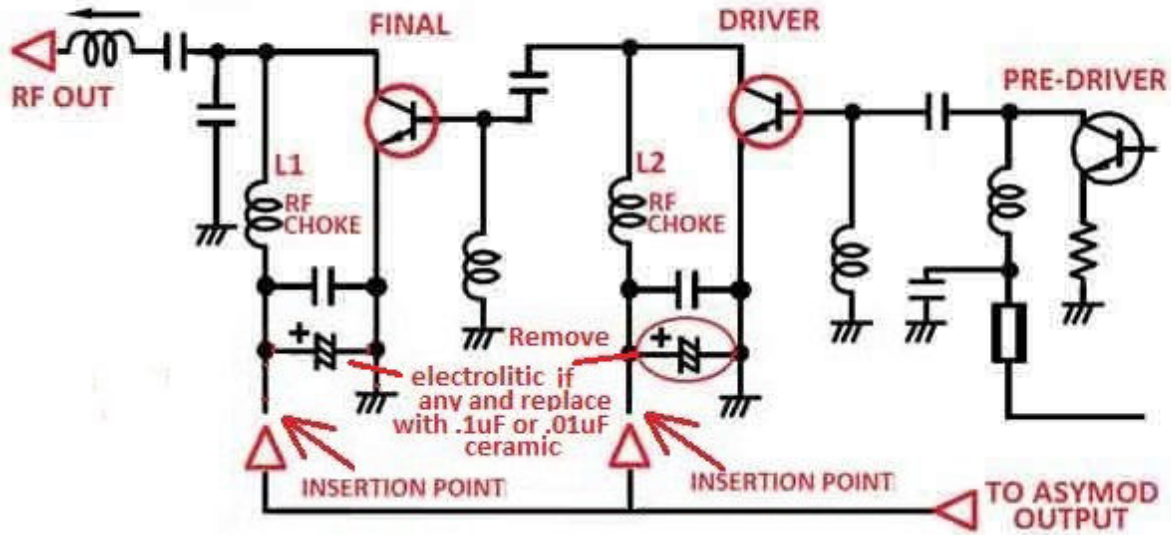 FINAL
DRIVER
RF OUT
PRE-DRIVER
L1
RF
CHOKE
L2
RF
CHOKE
+
+
Remove
electrolitic if
any and replace
with .1uF or .01uF
ceramic
INSERTION POINT
INSERTION POINT
TO ASYMOD
OUTPUT